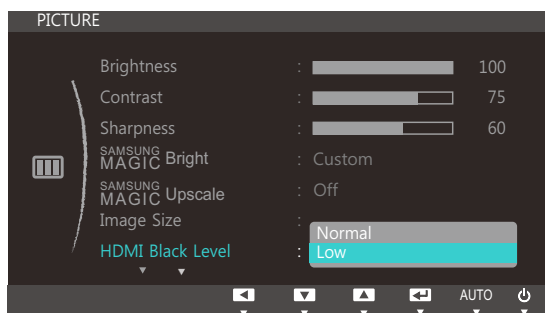 PICTURE
Brightness : 100
Contrast : 75
Sharpness : 60
SAMSUNG MAGIC Bright : Custom
SAMSUNG MAGIC Upscale : Off
Image Size :
Normal
HDMI Black Level : Low
AUTO